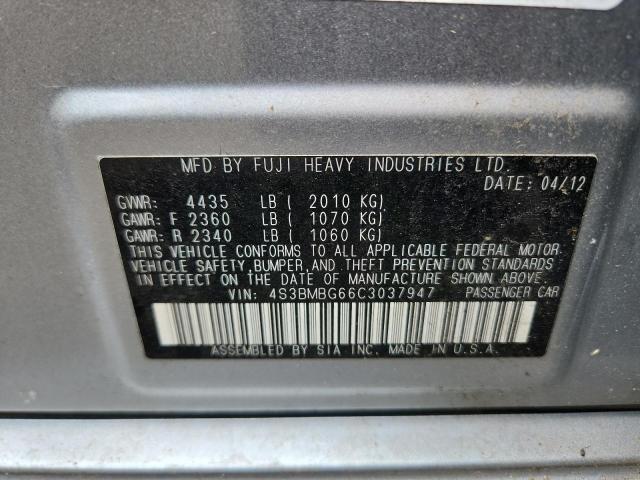 MFD BY FUJI HEAVY INDUSTRIES LTD.
DATE: 04/12
GVWR: 4435 LB ( 2010 KG)
GAWR: F 2360 LB ( 1070 KG)
GAWR: R 2340 LB ( 1060 KG)
THIS VEHICLE CONFORMS TO ALL APPLICABLE FEDERAL MOTOR
VEHICLE SAFETY, BUMPER, AND THEFT PREVENTION STANDARDS
IN EFFECT ON THE DATE OF MANUFACTURE SHOWN ABOVE.
VIN: 4S3BMBG66C3037947 PASSENGER CAR
ASSEMBLED BY SIA INC. MADE IN U.S.A.